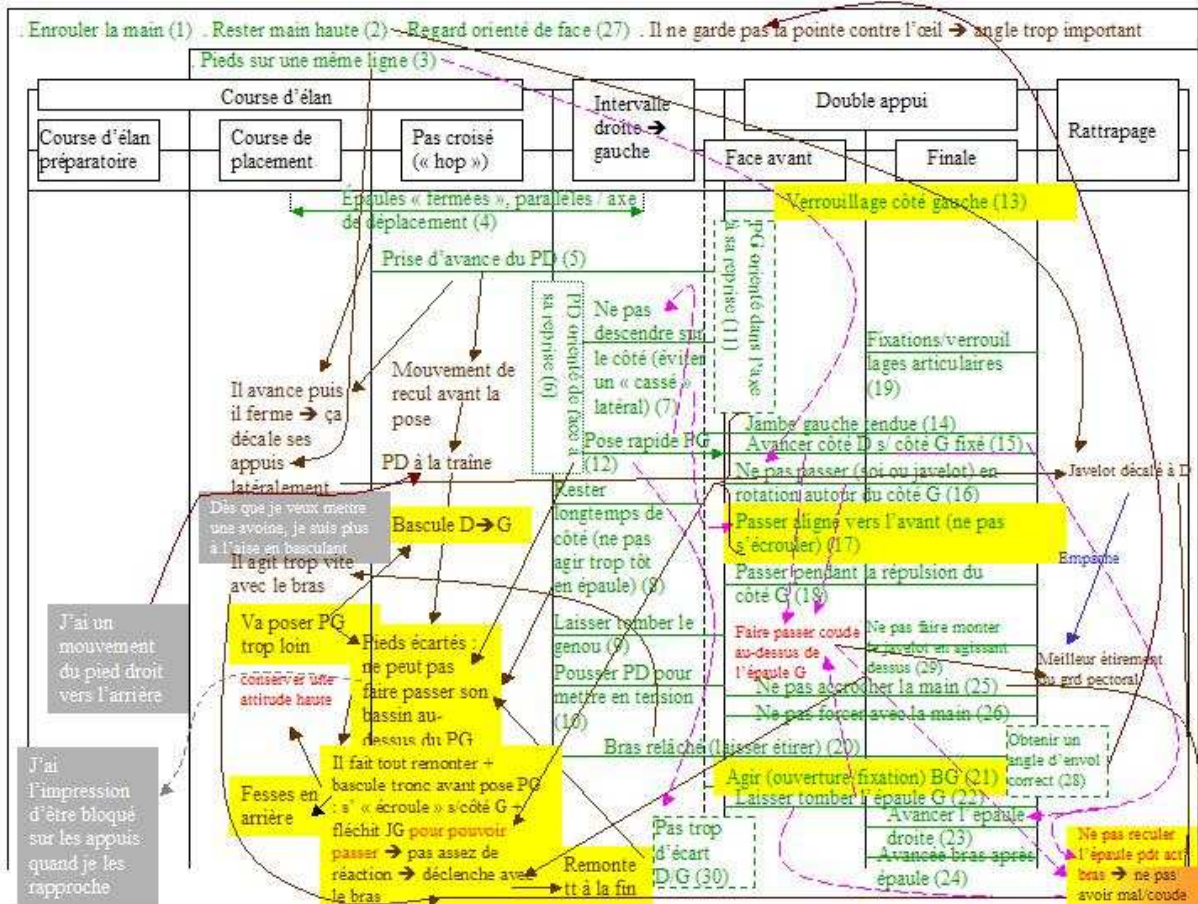 . Enrouler la main (1) . Rester main haute (2) . Regard orienté de face (27) . Il ne garde pas la pointe contre l'œil ➔ angle trop important
. Pieds sur une même ligne (3)
Course d'élan
Intervalle
droite ➔
gauche
Double appui
Rattrapage
Course d'élan
préparatoire
Course de
placement
Pas croisé
(« hop »)
Face avant
Finale
Épaules « fermées », parallèles / axe
de déplacement (4)
Verrouillage côté gauche (13)
Prise d'avance du PD (5)
PD orienté de face à
sa reprise (6)
Ne pas
descendre sur
le côté (éviter
un « cassé »
latéral) (7)
PG orienté dans l'axe
à sa reprise (11)
Fixations/verrouil
lages articulaires
(19)
Il avance puis
il ferme ➔ ça
décale ses
appuis
latéralement
Mouvement de
recul avant la
pose
PD à la traîne
Pose rapide PG
(12)
Jambe gauche tendue (14)
Avancer côté D s/ côté G fixé (15)
Ne pas passer (soi ou javelot) en
rotation autour du côté G (16)
Javelot décalé à D
Dès que je veux mettre
une avoine, je suis plus
à l'aise en basculant
Bascule D➔G
Rester
longtemps de
côté (ne pas
agir trop tôt
en épaule) (8)
Passer aligné vers l'avant (ne pas
s'écrouler) (17)
Il agit trop vite
avec le bras
Passer pendant la répulsion du
côté G (18)
Empanne
J'ai un
mouvement
du pied droit
vers l'arrière
Va poser PG
trop loin
conserver une
attitude haute
Pieds écartés :
ne peut pas
faire passer son
bassin au-
dessus du PG
Laisser tomber le
genou (9)
Pousser PD pour
mettre en tension
(10)
Faire passer coude
au-dessus de
l'épaule G
Ne pas faire monter
le javelot en agissant
dessus (29)
Meilleur étirement
du grd pectoral
Ne pas accrocher la main (25)
Ne pas forcer avec la main (26)
Bras relâché (laisser étirer) (20)
Obtenir un
angle d'envol
correct (28)
J'ai
l'impression
d'être bloqué
sur les appuis
quand je les
rapproche
Fesses en
arrière
Il fait tout remonter +
bascule tronc avant pose PG
: s' « écroule » s/côté G +
fléchit JG pour pouvoir
passer ➔ pas assez de
réaction ➔ déclenche avec
le bras
Remonte
tt à la fin
Agir (ouverture/fixation) BG (21)
Laisser tomber l'épaule G (22)
Pas trop
d'écart
D/G (30)
Avancer l'épaule
droite (23)
Avancée bras après
épaule (24)
Ne pas reculer
l'épaule pdt act°
bras ➔ ne pas
avoir mal/coude